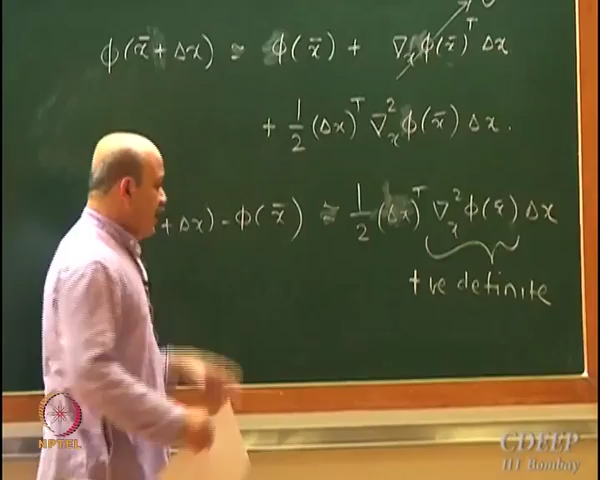 φ(x̄ + Δx) ≈ φ(x̄) + ∇ₓφ(x̄)ᵀ Δx
+ 1/2 (Δx)ᵀ ∇ₓ² φ(x̄) Δx.
+ Δx) - φ(x̄) ≈ 1/2 (Δx)ᵀ ∇ₓ² φ(x̄) Δx
+ve definite
NPTEL
CDEEP
IIT Bombay